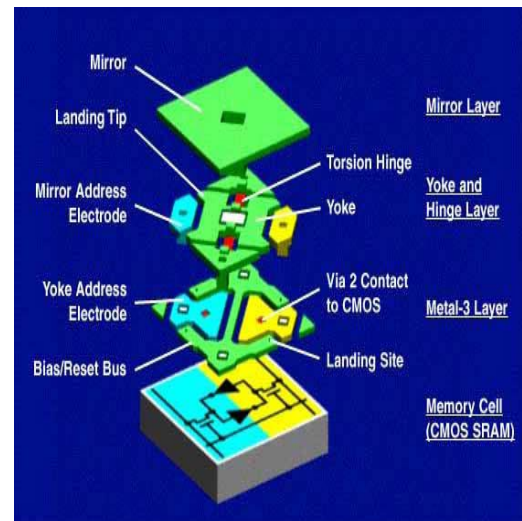 Mirror
Mirror Layer
Landing Tip
Torsion Hinge
Mirror Address
Electrode
Yoke
Yoke and
Hinge Layer
Yoke Address
Electrode
Via 2 Contact
to CMOS
Metal-3 Layer
Bias/Reset Bus
Landing Site
Memory Cell
(CMOS SRAM)